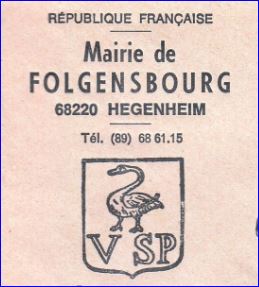 RÉPUBLIQUE FRANÇAISE
Mairie de
FOLGENSBOURG
68220 HEGENHEIM
Tél. (89) 68 61.15
V SP